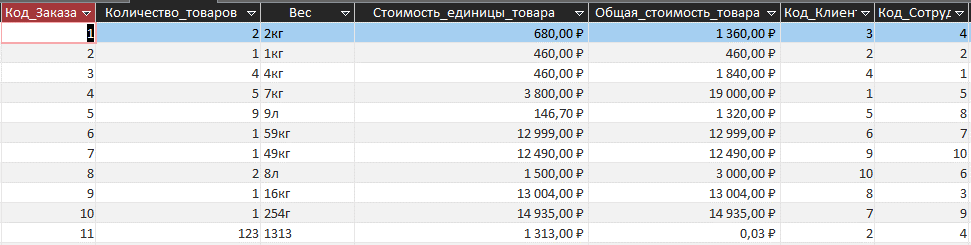 Код_Заказа Количество_товаров Вес Стоимость_единицы_товара Общая_стоимость_товара Код_Клиен Код_Сотруд
1 2 2кг 680,00 ₽ 1 360,00 ₽ 3 4
2 1 1кг 460,00 ₽ 460,00 ₽ 2 2
3 4 4кг 460,00 ₽ 1 840,00 ₽ 4 1
4 5 7кг 3 800,00 ₽ 19 000,00 ₽ 1 5
5 9 9л 146,70 ₽ 1 320,00 ₽ 5 8
6 1 59кг 12 999,00 ₽ 12 999,00 ₽ 6 7
7 1 49кг 12 490,00 ₽ 12 490,00 ₽ 9 10
8 2 8л 1 500,00 ₽ 3 000,00 ₽ 10 6
9 1 16кг 13 004,00 ₽ 13 004,00 ₽ 8 3
10 1 254г 14 935,00 ₽ 14 935,00 ₽ 7 9
11 123 1313 1 313,00 ₽ 0,03 ₽ 2 4